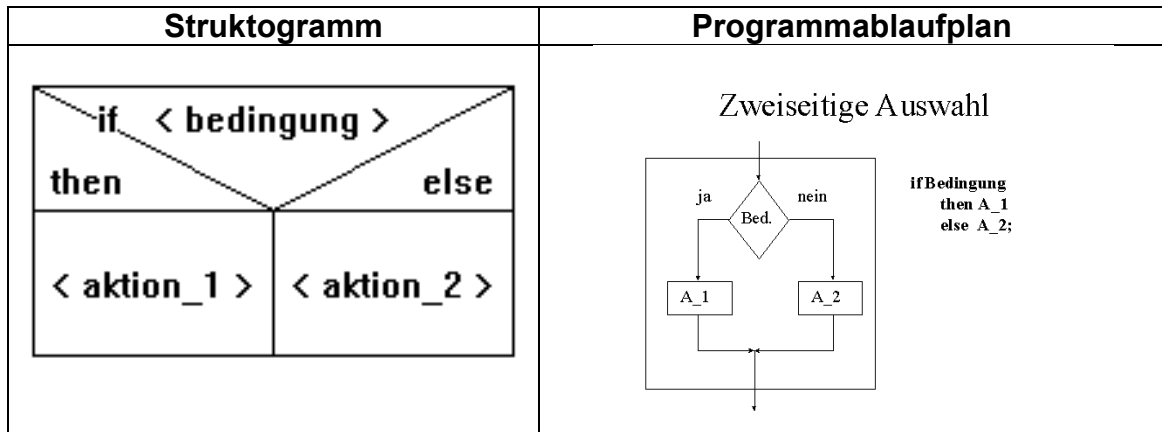 Struktogramm
Programmablaufplan
if < bedingung >
then else
< aktion_1 > < aktion_2 >
Zweiseitige Auswahl
ja nein
Bed.
A_1 A_2
if Bedingung
then A_1
else A_2;